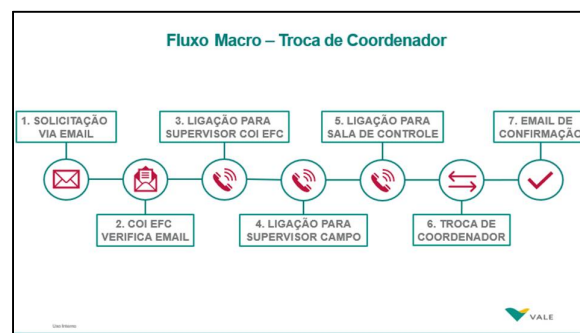 Fluxo Macro – Troca de Coordenador
1. SOLICITAÇÃO
VIA EMAIL
3. LIGAÇÃO PARA
SUPERVISOR COI EFC
5. LIGAÇÃO PARA
SALA DE CONTROLE
7. EMAIL DE
CONFIRMAÇÃO
2. COI EFC
VERIFICA EMAIL
4. LIGAÇÃO PARA
SUPERVISOR CAMPO
6. TROCA DE
COORDENADOR
VALE